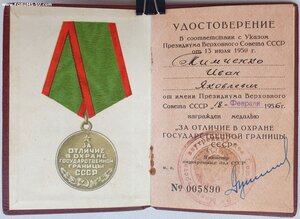 ЗА
ОТЛИЧИЕ
В ОХРАНЕ
ГОСУДАРСТВЕННОЙ
ГРАНИЦЫ
СССР
УДОСТОВЕРЕНИЕ
В соответствии с Указом
Президиума Верховного
Совета СССР
от 13 июля 1950 г.
Иван
Яковлевич
от имени Президиума Верховного
Совета СССР 18 Февраля 1956 г.
награжден медалью
„ЗА ОТЛИЧИЕ В ОХРАНЕ
ГОСУДАРСТВЕННОЙ ГРАНИЦЫ
СССР“
№ 005890